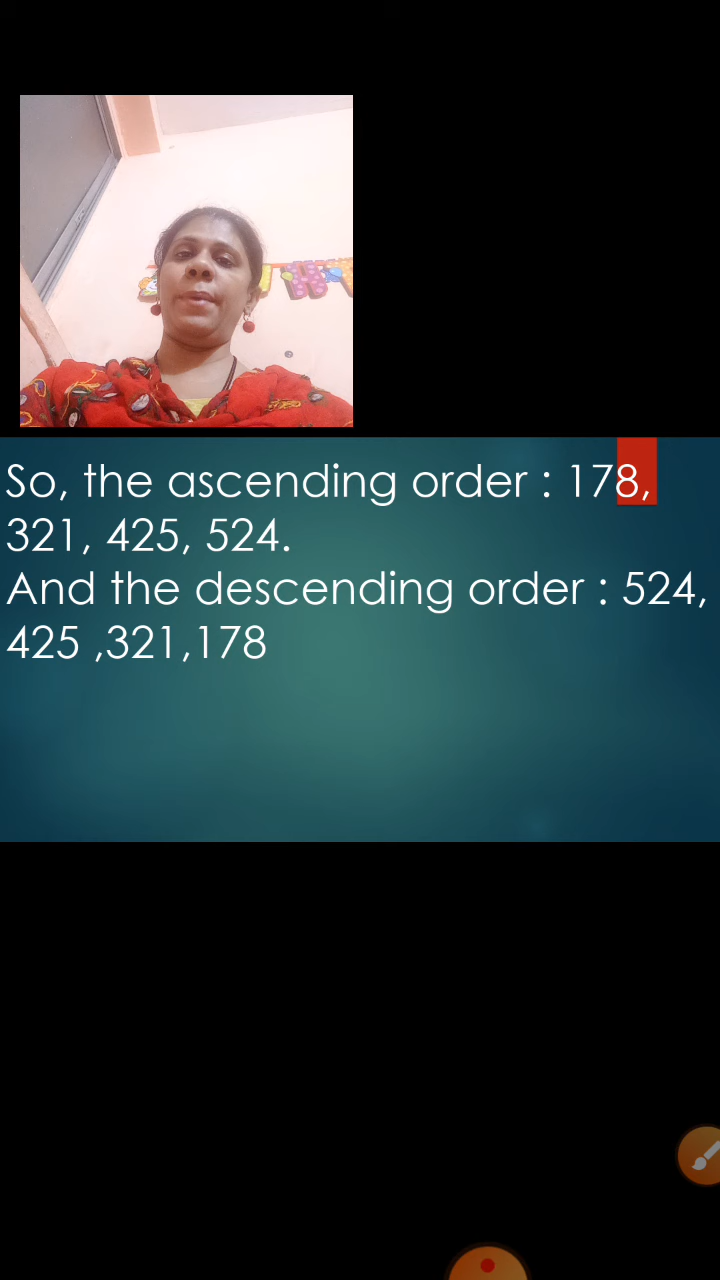 So, the ascending order : 178,
321, 425, 524.
And the descending order : 524,
425 ,321,178